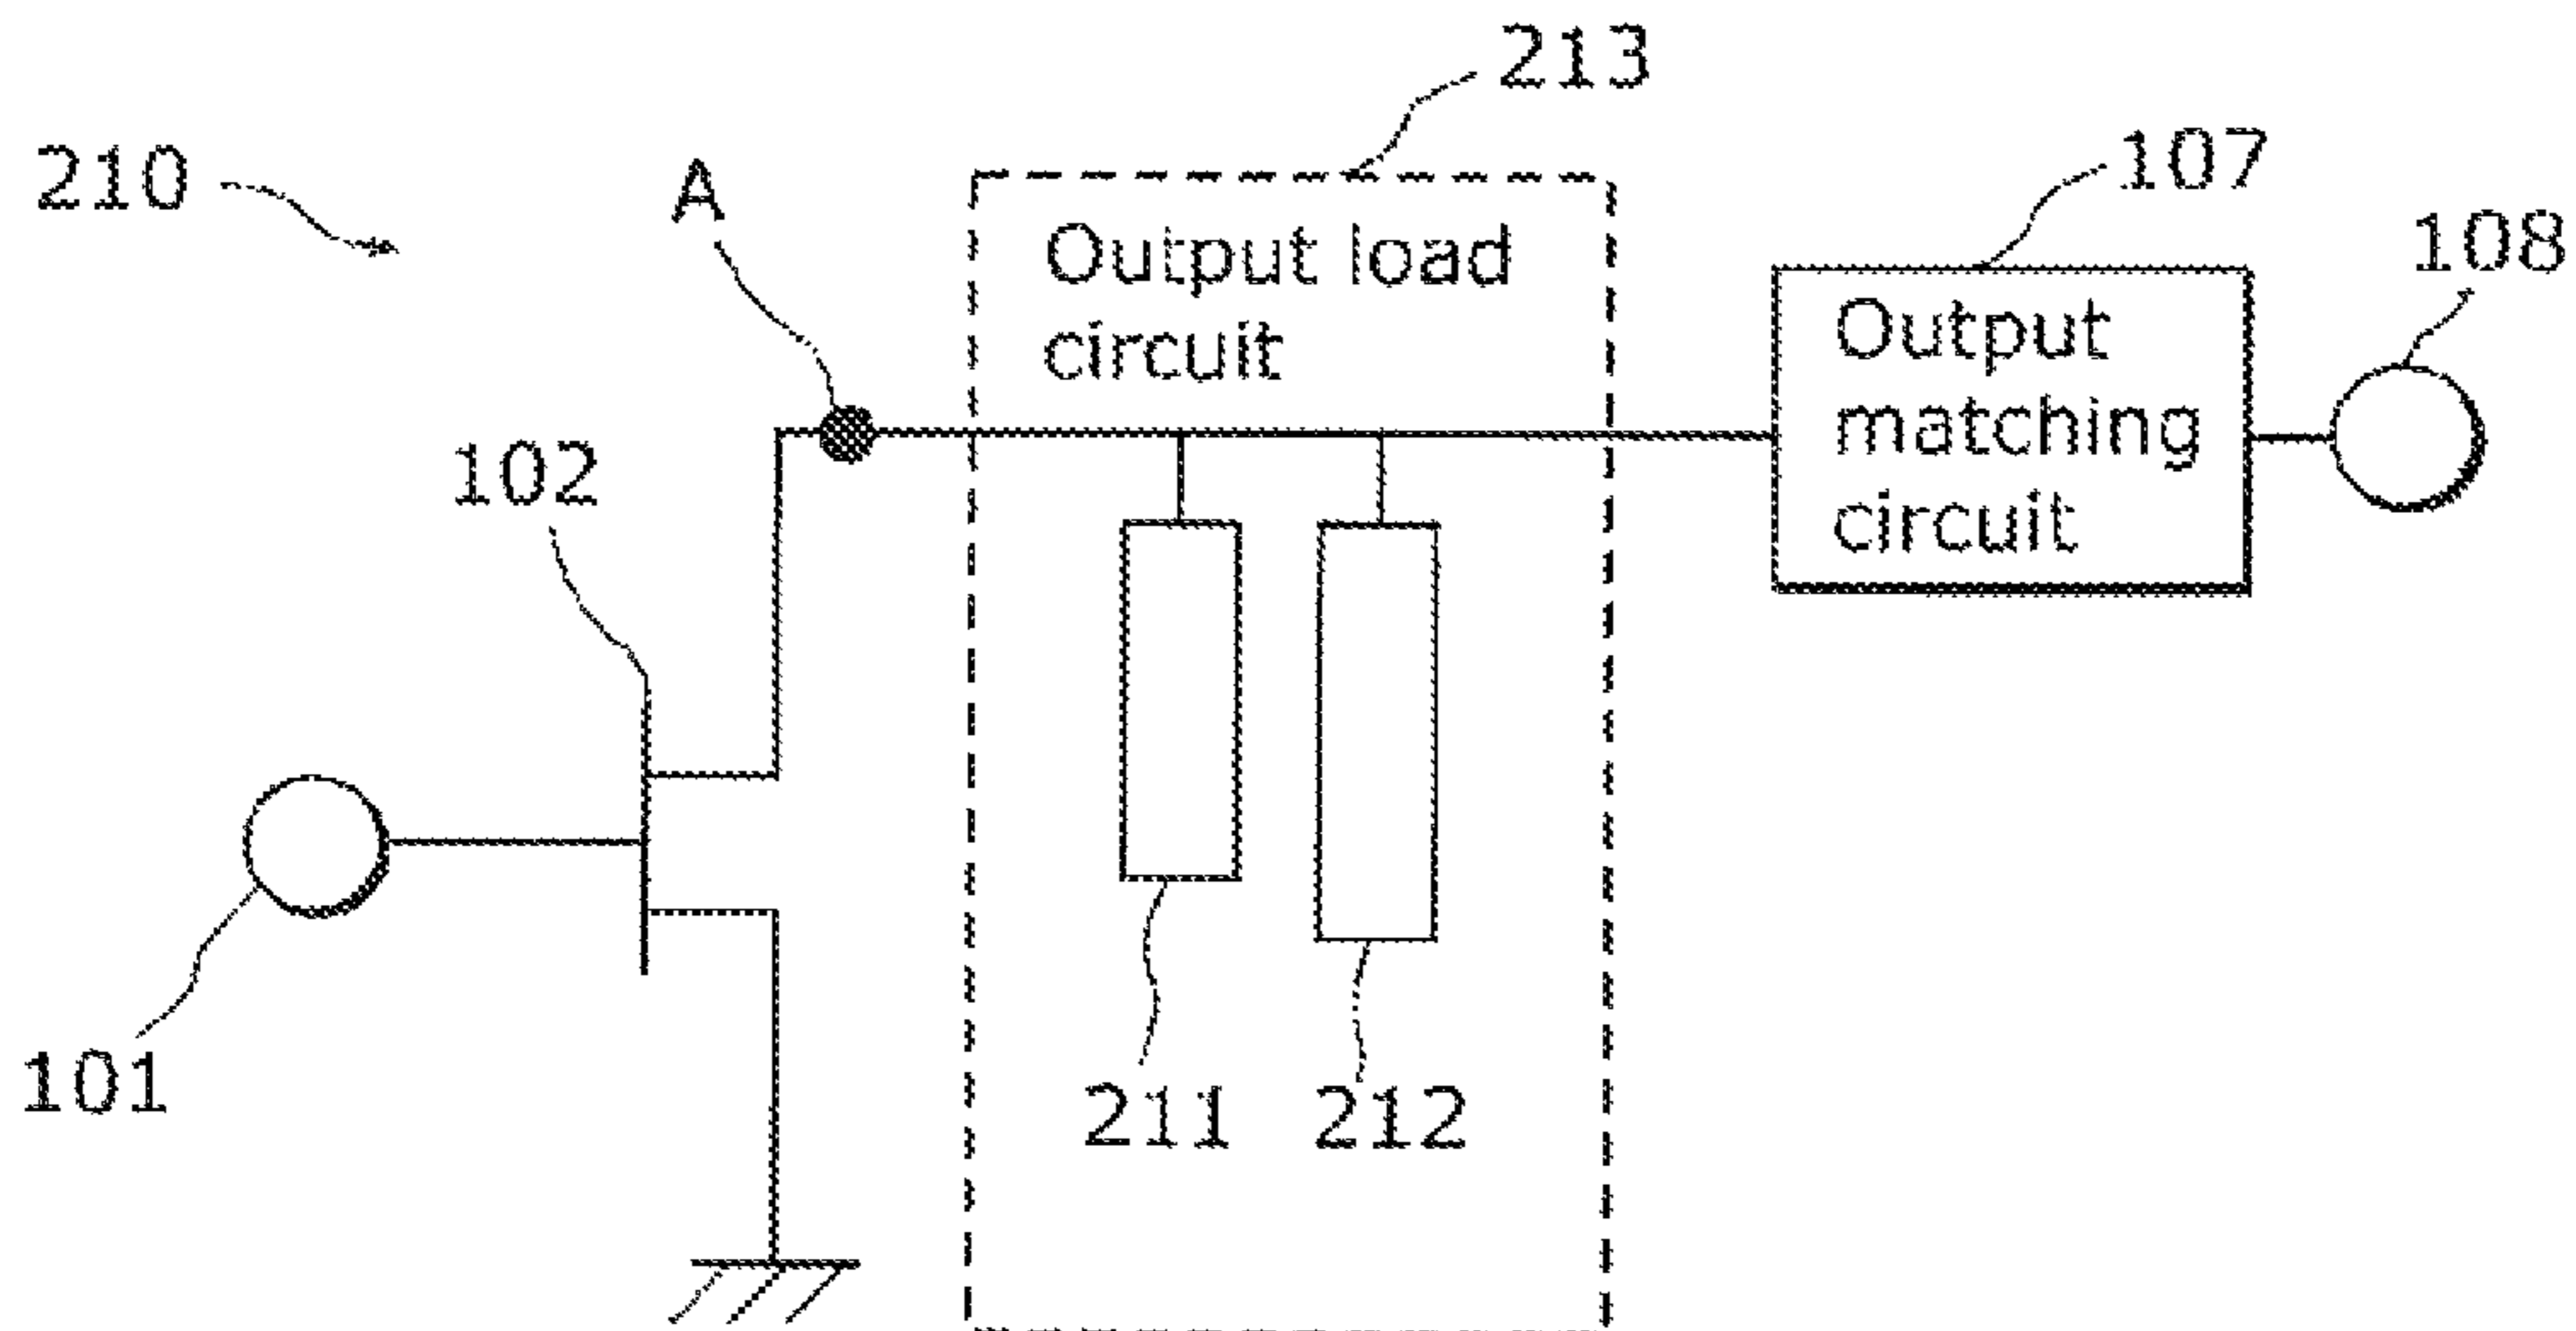 213
107
210
A
108
Output load
circuit
Output
matching
circuit
102
101
211
212